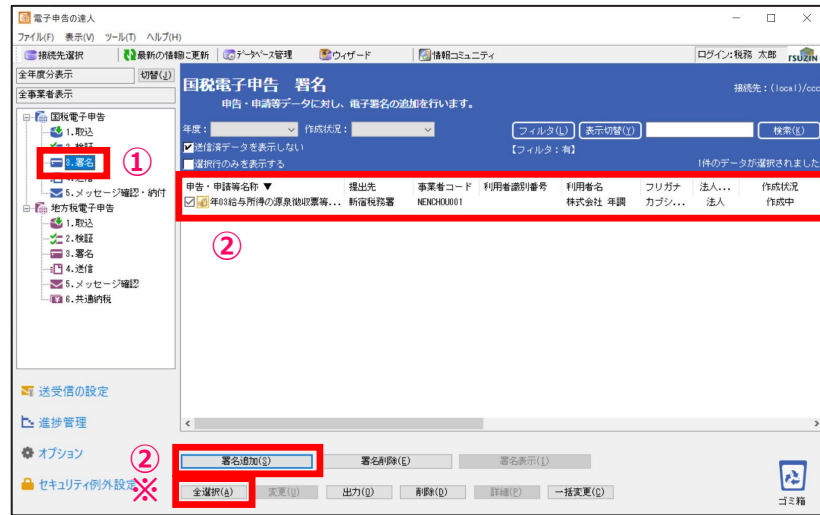 電子申告の達人
ファイル(F) 表示(V) ツール(T) ヘルプ(H)
接続先選択 最新の情報に更新 データベース管理 ウィザード 情報コミュニティ ログイン:税務 太郎 TSUZIN
全年度分表示 切替(J)
全事業者表示
国税電子申告 署名
接続先:(local)/ccc
申告・申請等データに対し、電子署名の追加を行います。
年度: 作成状況: フィルタ(L) 表示切替(Y) 検索(K)
送信済データを表示しない 【フィルタ:有】
選択行のみを表示する 1件のデータが選択されました
申告・申請等名称 ▼ 提出先 事業者コード 利用者識別番号 利用者名 フリガナ 法人... 作成状況
年03給与所得の源泉徴収票等... 新宿税務署 NENCHOU001 株式会社 年調 カブシ... 法人 作成中
②
国税電子申告
1.取込
2.検証
3.署名
①
5.メッセージ確認・納付
地方税電子申告
1.取込
2.検証
3.署名
4.送信
5.メッセージ確認
6.共通納税
送受信の設定
進捗管理
オプション
セキュリティ例外設定
②
署名追加(S) 署名削除(E) 署名表示(I)
※
全選択(A) 変更(U) 出力(O) 削除(D) 詳細(P) 一括変更(C)
ゴミ箱